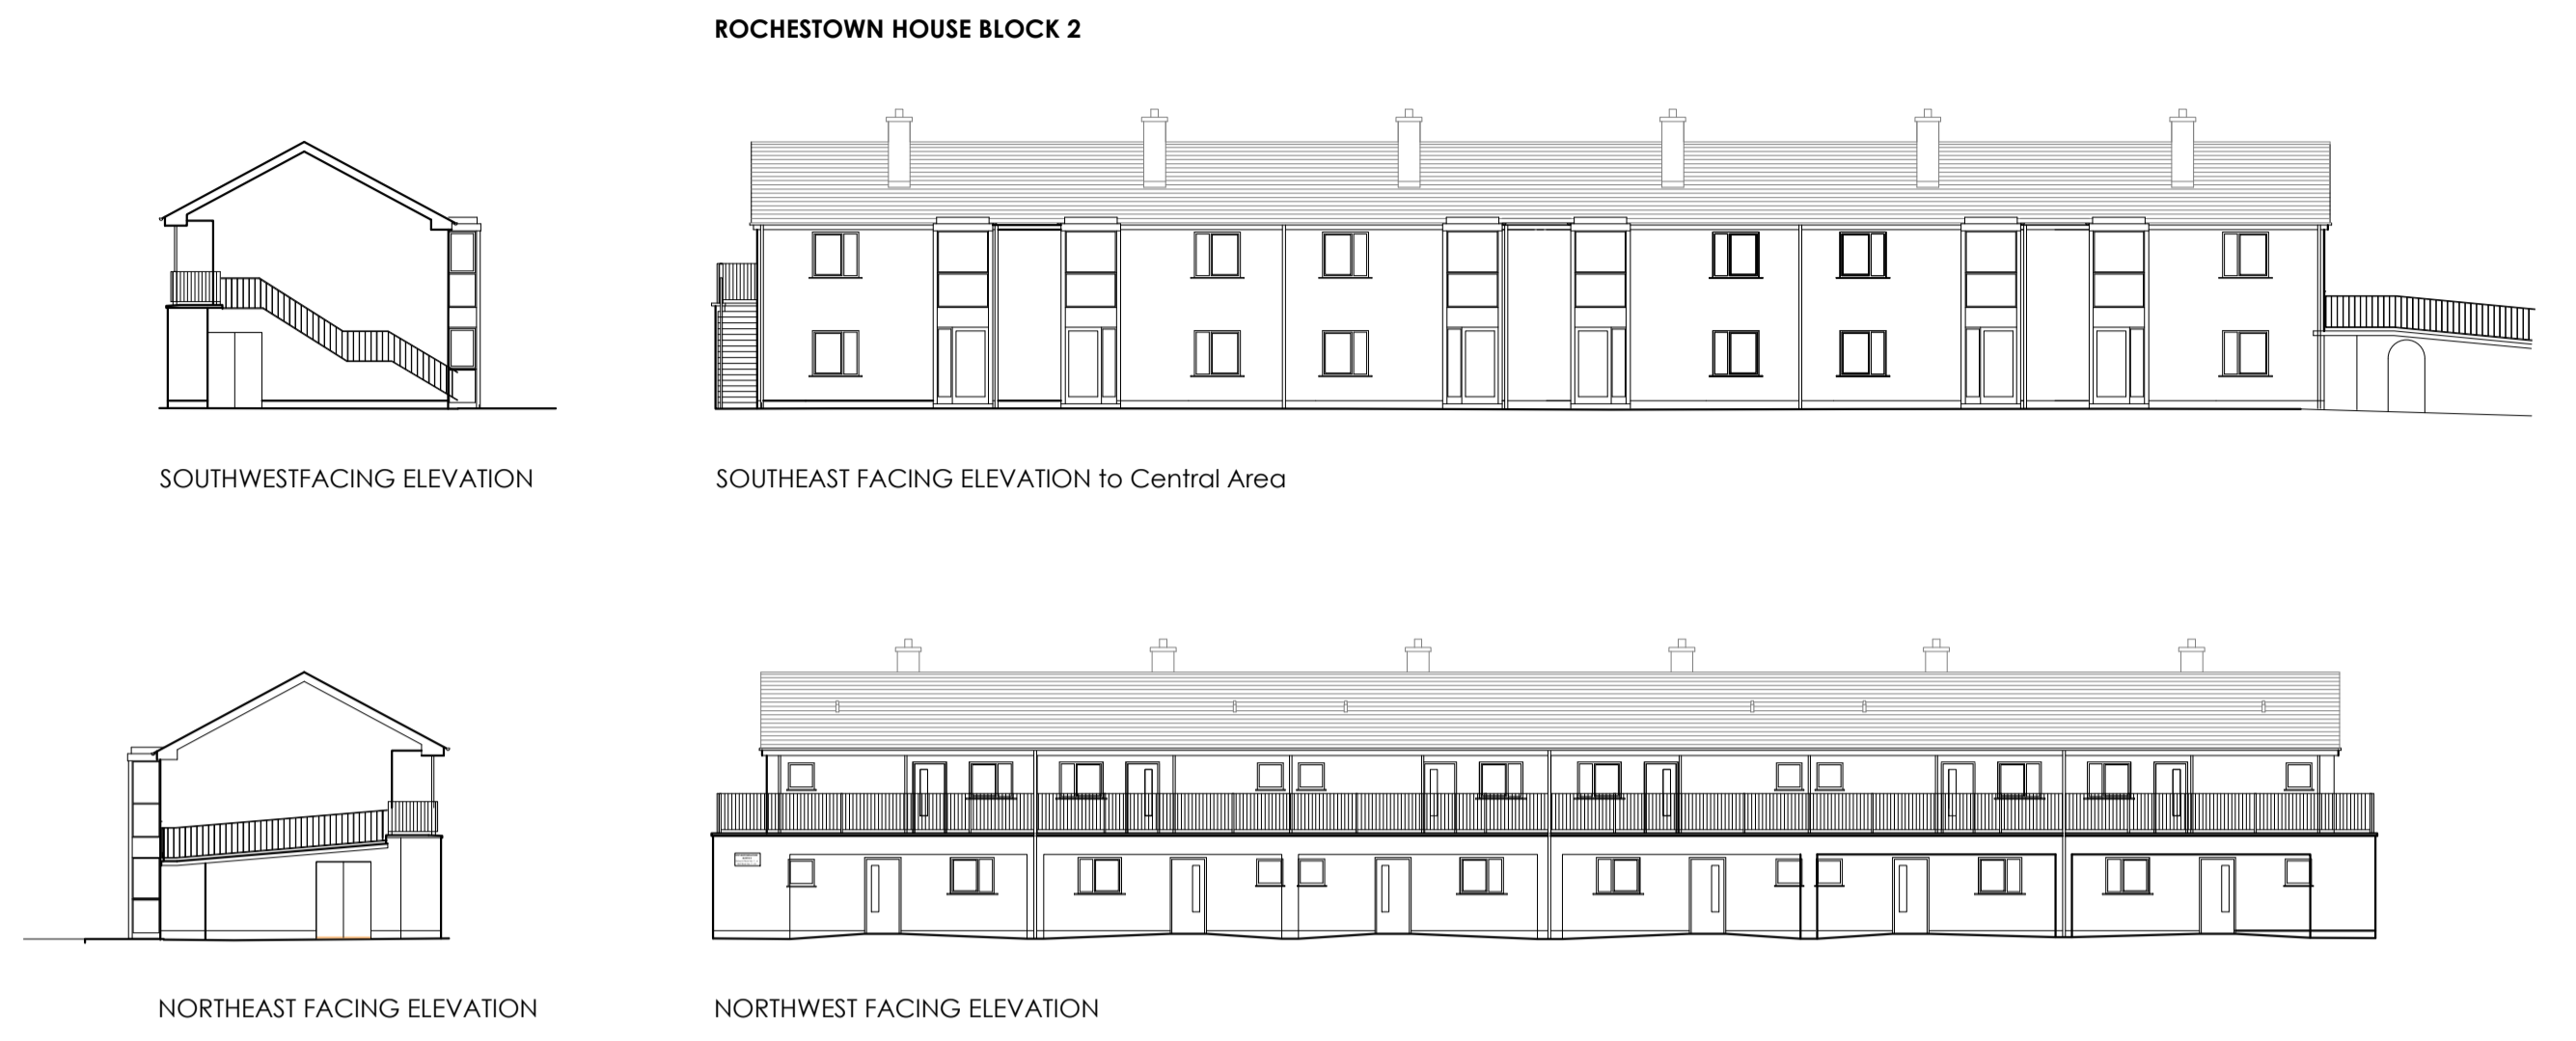 ROCHESTOWN HOUSE BLOCK 2
SOUTHWESTFACING ELEVATION
SOUTHEAST FACING ELEVATION to Central Area
NORTHEAST FACING ELEVATION
NORTHWEST FACING ELEVATION